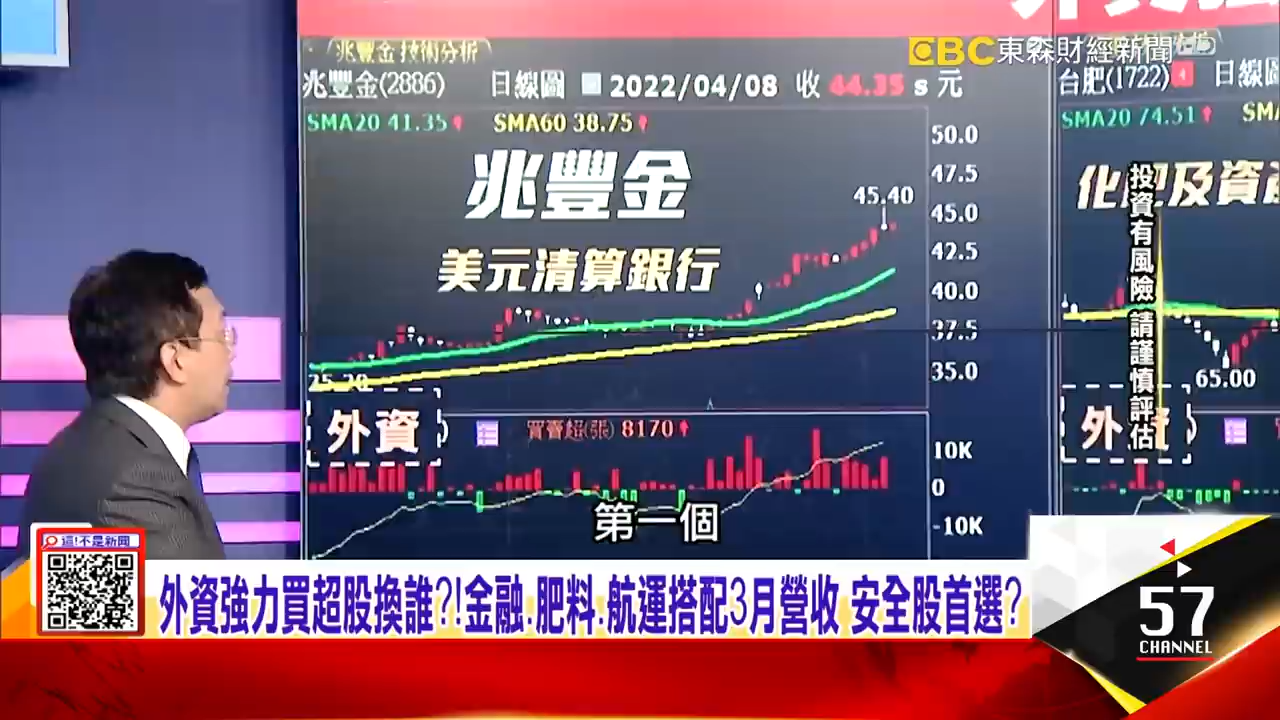 兆豐金 技術分析
EBC 東森財經新聞
兆豐金(2886) 日線圖 2022/04/08 收 44.35 s 元
SMA20 41.35 SMA60 38.75
兆豐金
美元清算銀行
45.40
25.20
50.0
47.5
45.0
42.5
40.0
37.5
35.0
外資
買賣超(張) 8170
10K
0
-10K
台肥(1722) 日線圖
SMA20 74.51 SM
化肥及資產
65.00
外資
投資有風險 請謹慎評估
第一個
這!不是新聞
外資強力買超股換誰?!金融.肥料.航運搭配3月營收 安全股首選?
57
CHANNEL